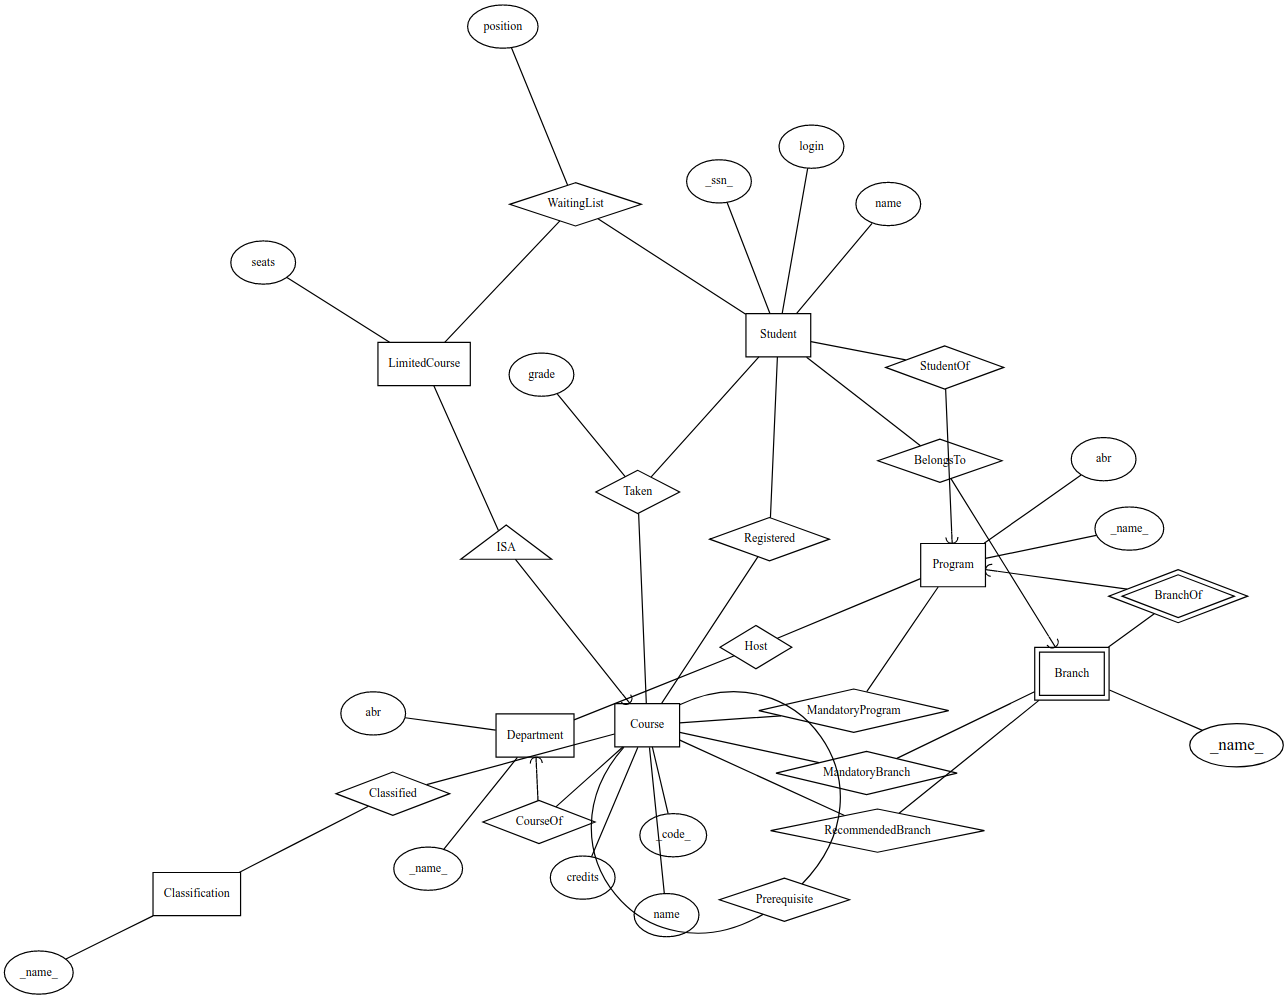 position
login
_ssn_
name
WaitingList
seats
Student
LimitedCourse
StudentOf
grade
BelongsTo
abr
Taken
_name_
Registered
ISA
Program
BranchOf
Host
Branch
abr
MandatoryProgram
Course
Department
_name_
MandatoryBranch
Classified
CourseOf
RecommendedBranch
_code_
_name_
credits
Classification
Prerequisite
name
_name_